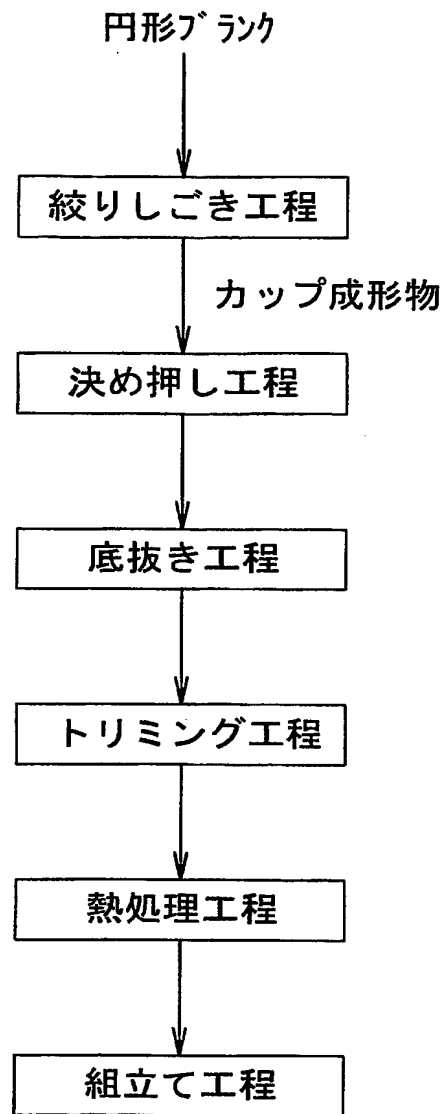 円形ブランク
絞りしごき工程
カップ成形物
決め押し工程
底抜き工程
トリミング工程
熱処理工程
組立て工程